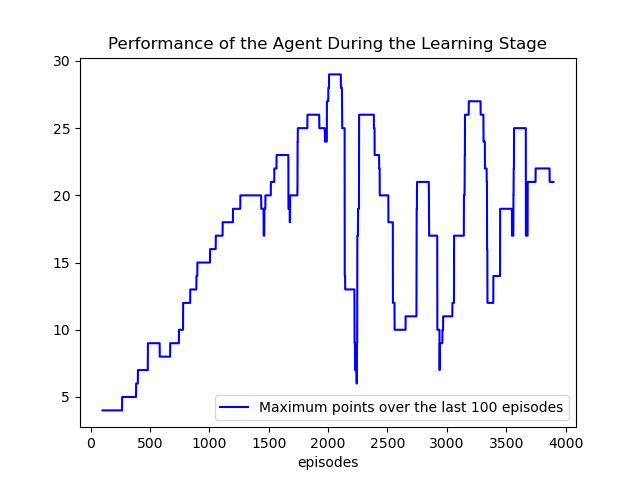 Performance of the Agent During the Learning Stage
30
25
20
15
10
5
Maximum points over the last 100 episodes
0 500 1000 1500 2000 2500 3000 3500 4000
episodes